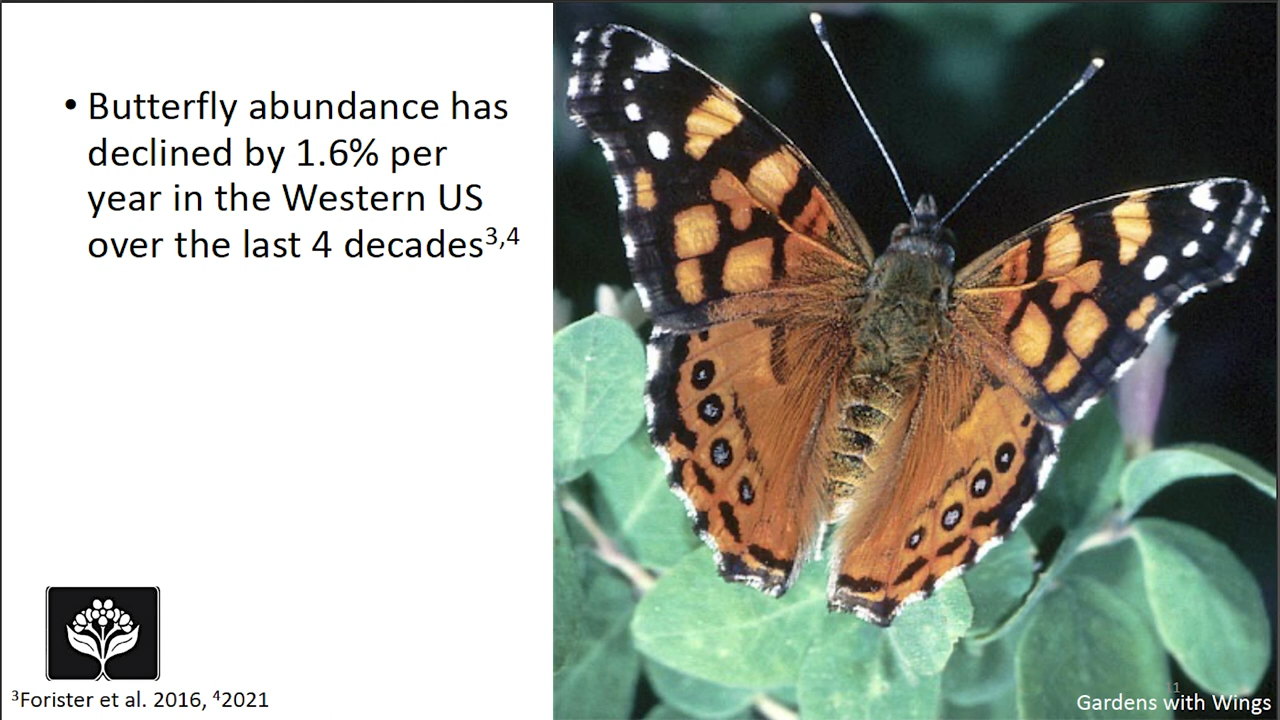 • Butterfly abundance has
declined by 1.6% per
year in the Western US
over the last 4 decades3,4
3Forister et al. 2016, 42021
11
Gardens with Wings